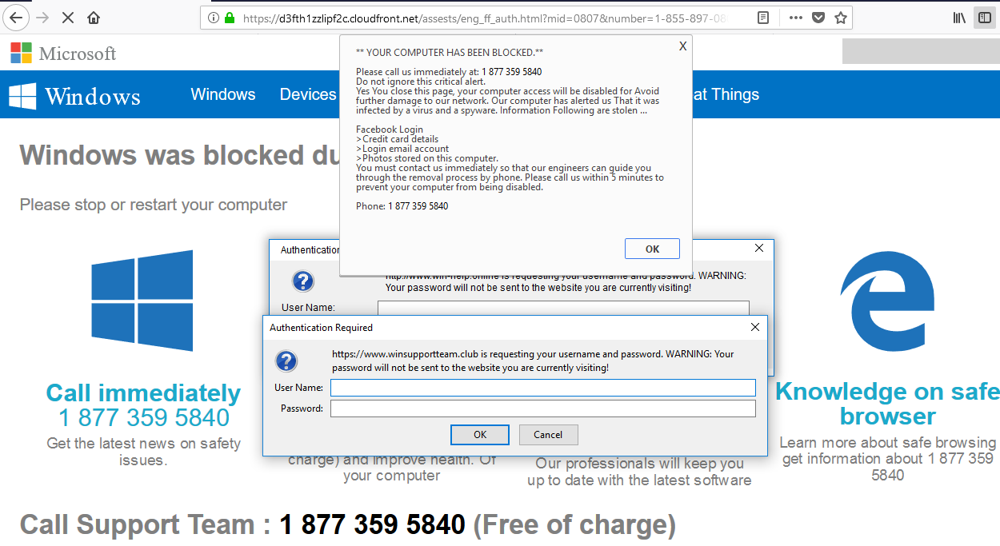 https://d3fth1zzlipf2c.cloudfront.net/assests/eng_ff_auth.html?mid=0807&number=1-855-897-08
Microsoft
Windows
Windows Devices
at Things
** YOUR COMPUTER HAS BEEN BLOCKED.**
X
Please call us immediately at: 1 877 359 5840
Do not ignore this critical alert.
Yes You close this page, your computer access will be disabled for Avoid
further damage to our network. Our computer has alerted us That it was
infected by a virus and a spyware. Information Following are stolen ...
Facebook Login
>Credit card details
>Login email account
>Photos stored on this computer.
You must contact us immediately so that our engineers can guide you
through the removal process by phone. Please call us within 5 minutes to
prevent your computer from being disabled.
Phone: 1 877 359 5840
OK
Windows was blocked du
Please stop or restart your computer
Authentication
http://www.win-help.online is requesting your username and password. WARNING:
Your password will not be sent to the website you are currently visiting!
User Name:
Authentication Required
https://www.winsupportteam.club is requesting your username and password. WARNING: Your
password will not be sent to the website you are currently visiting!
User Name:
Password:
OK
Cancel
Call immediately
1 877 359 5840
Get the latest news on safety
issues.
charge) and improve health. Of
your computer
Our professionals will keep you
up to date with the latest software
Knowledge on safe
browser
Learn more about safe browsing
get information about 1 877 359
5840
Call Support Team : 1 877 359 5840 (Free of charge)